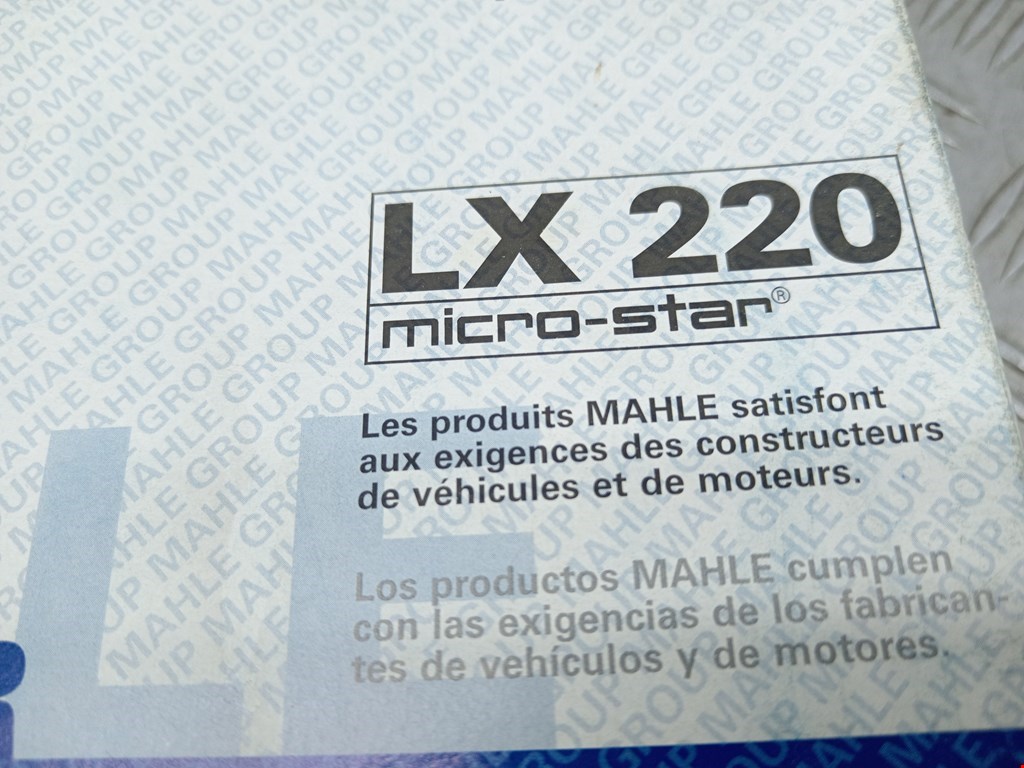 LX 220
micro-star®
Les produits MAHLE satisfont
aux exigences des constructeurs
de véhicules et de moteurs.
Los productos MAHLE cumplen
con las exigencias de los fabrican-
tes de vehículos y de motores.